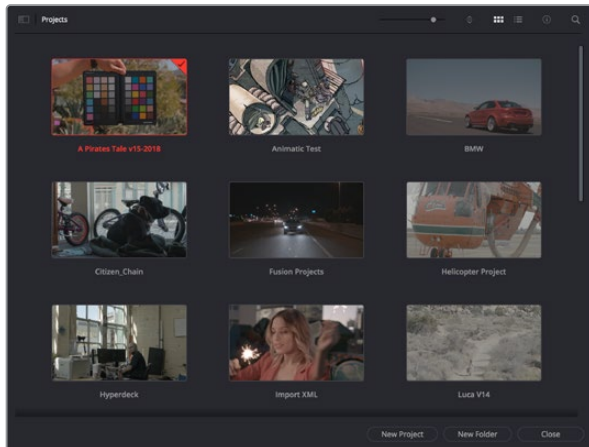 Projects
A Pirates Tale v15-2018
Animatic Test
BMW
Citizen_Chain
Fusion Projects
Helicopter Project
Hyperdeck
Import XML
Luca V14
New Project
New Folder
Close